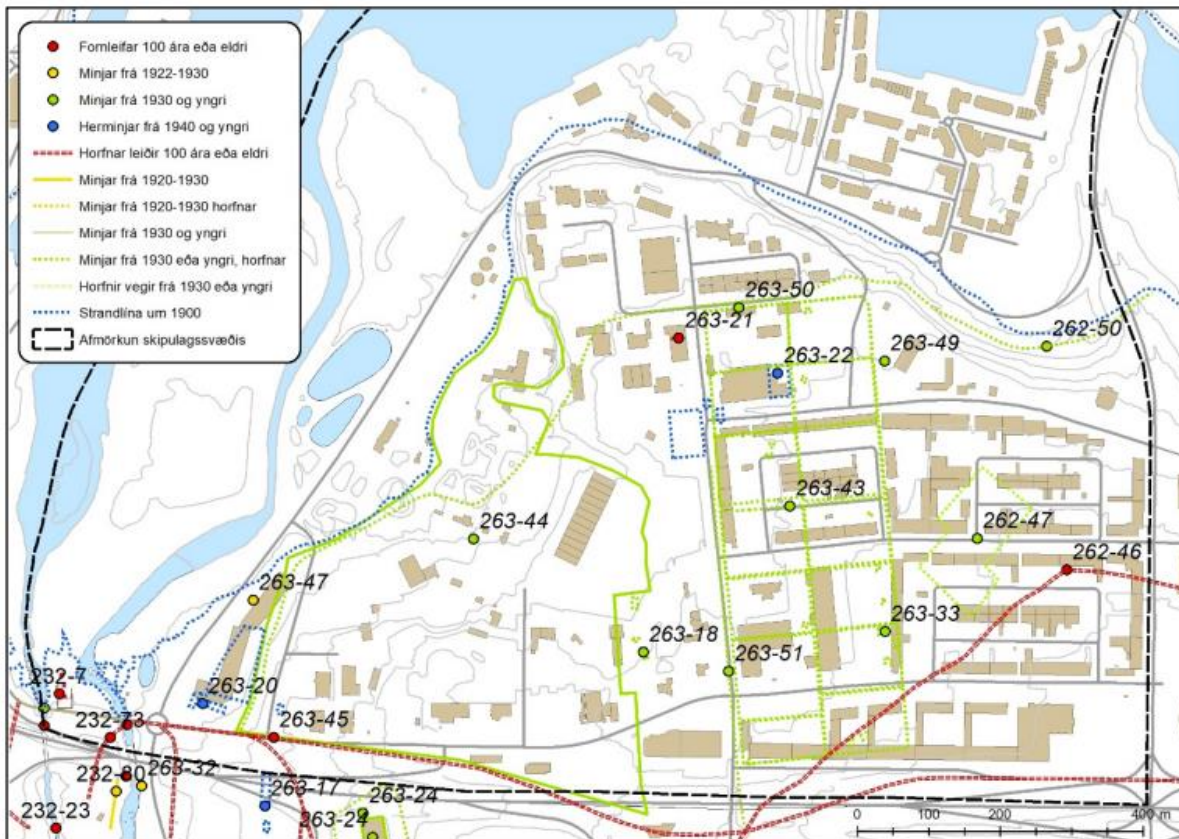 Fornleifar 100 ára eða eldri
Minjar frá 1922-1930
Minjar frá 1930 og yngri
Herminjar frá 1940 og yngri
Horfnar leiðir 100 ára eða eldri
Minjar frá 1920-1930
Minjar frá 1920-1930 horfnar
Minjar frá 1930 og yngri
Minjar frá 1930 eða yngri, horfnar
Horfnir vegir frá 1930 eða yngri
Strandlína um 1900
Afmörkun skipulagssvæðis
263-50
263-21
263-22
263-49
262-50
263-43
263-44
262-47
262-46
263-47
263-33
263-18
263-51
232-7
263-20
232-73
263-45
232-80
263-32
263-17
263-24
232-23
263-24
0 100 200 400 m